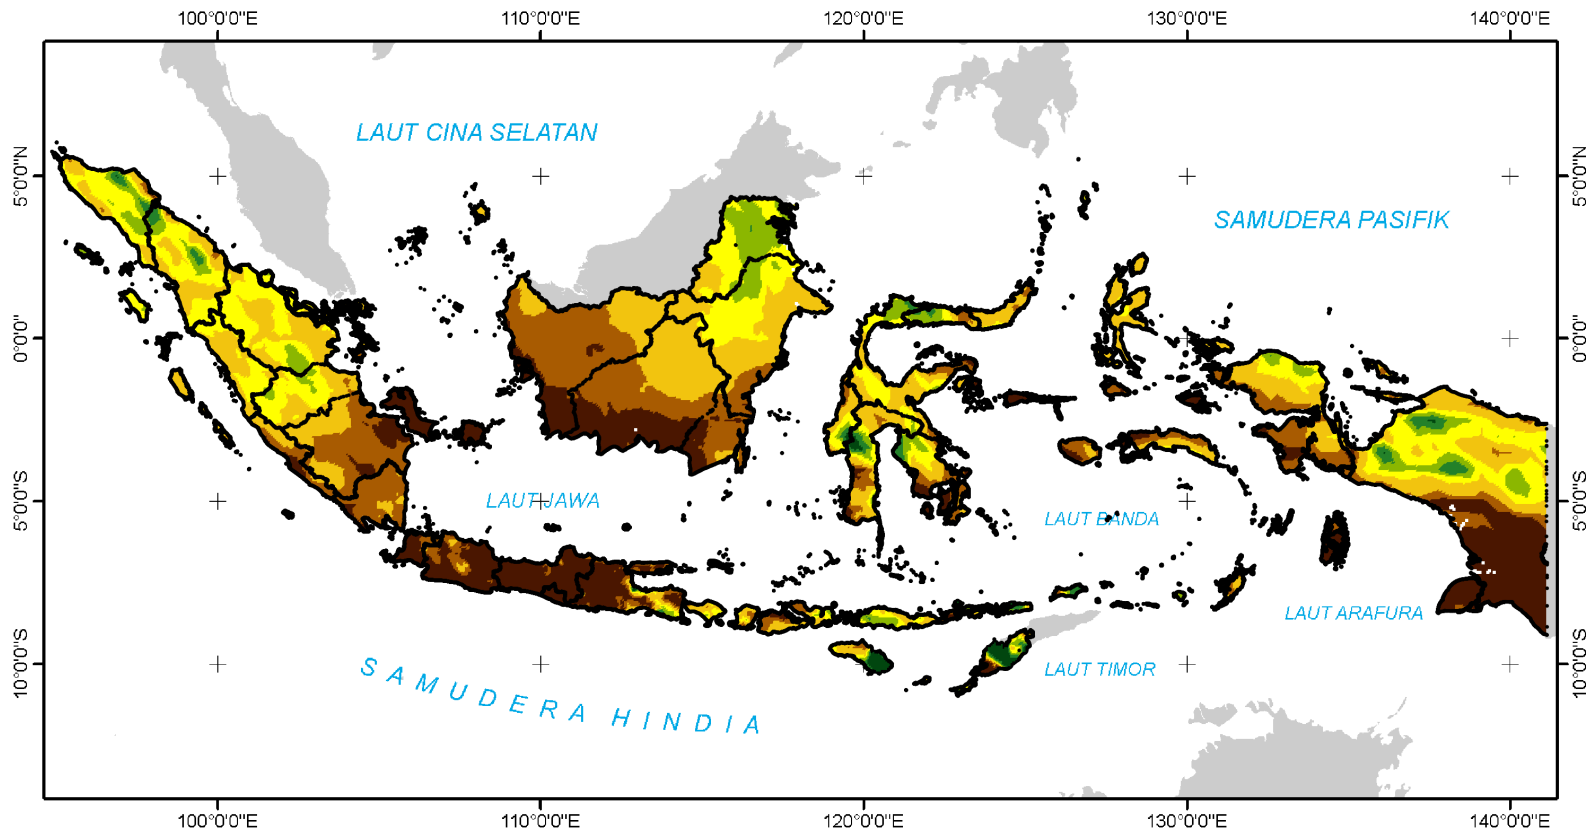 100°0'0"E 110°0'0"E 120°0'0"E 130°0'0"E 140°0'0"E
LAUT CINA SELATAN
5°0'0"N 5°0'0"N
SAMUDERA PASIFIK
0°0'0" 0°0'0"
LAUT JAWA
5°0'0"S 5°0'0"S
LAUT BANDA
LAUT ARAFURA
10°0'0"S 10°0'0"S
LAUT TIMOR
SAMUDERA HINDIA
100°0'0"E 110°0'0"E 120°0'0"E 130°0'0"E 140°0'0"E